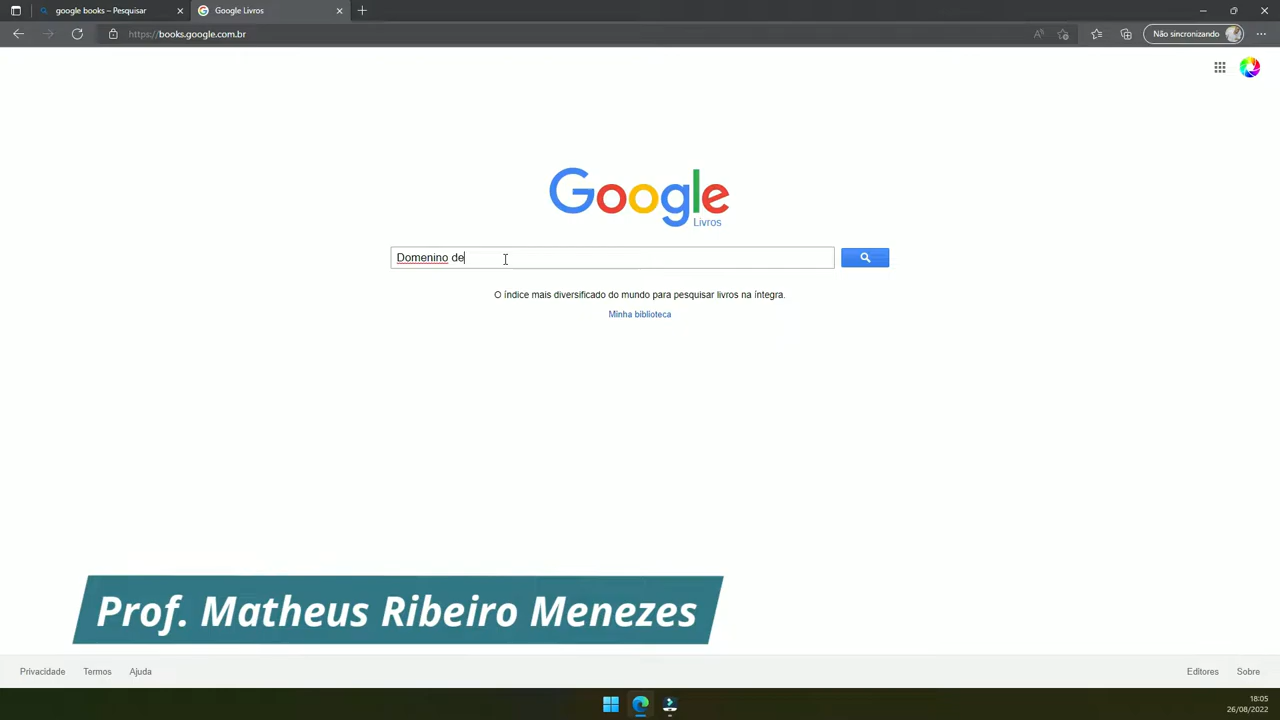 google books – Pesquisar
Google Livros
https://books.google.com.br
Não sincronizando
Google
Livros
Domenino de
O índice mais diversificado do mundo para pesquisar livros na íntegra.
Minha biblioteca
Prof. Matheus Ribeiro Menezes
Privacidade Termos Ajuda Editores Sobre
18:05
26/08/2022